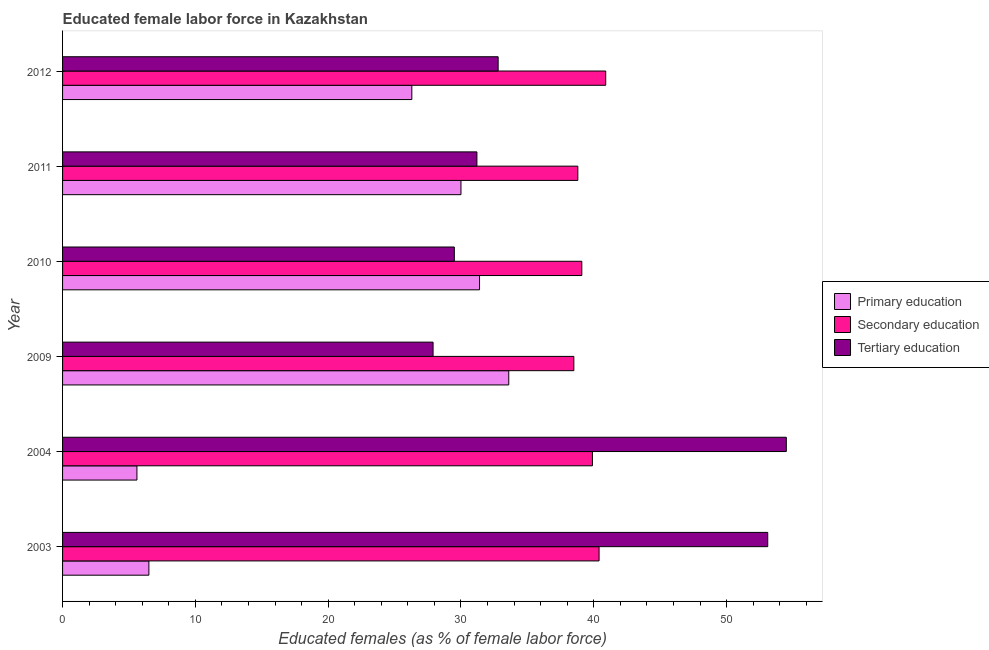 Educated female labor force in Kazakhstan
2012
2011
2010
2009
2004
2003
Year
0
10
20
30
40
50
Educated females (as % of female labor force)
Primary education
Secondary education
Tertiary education